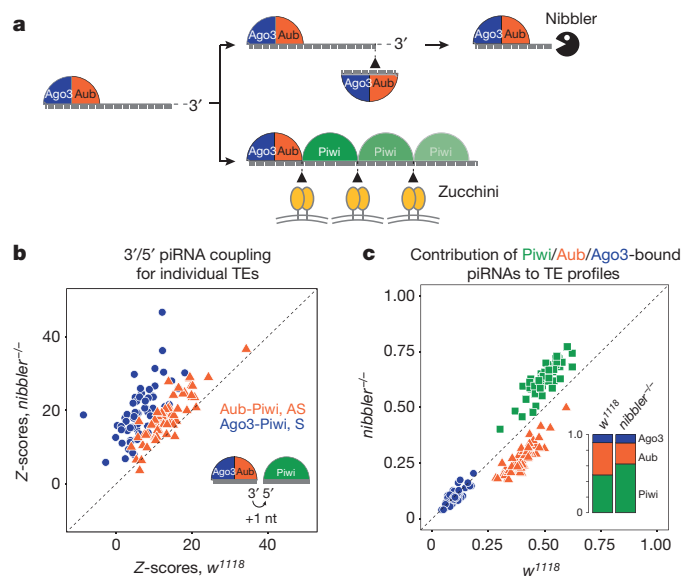 a
3′
Nibbler
Ago3 Aub
Ago3 Aub
Ago3 Aub
3′
Ago3 Aub
Ago3 Aub Piwi Piwi Piwi
Zucchini
b
3′/5′ piRNA coupling
for individual TEs
Z-scores, nibbler–/–
40
20
0
Aub-Piwi, AS
Ago3-Piwi, S
Ago3 Aub Piwi
3′ 5′
+1 nt
0 20 40
Z-scores, w1118
c
Contribution of Piwi/Aub/Ago3-bound
piRNAs to TE profiles
nibbler–/–
1.00
0.75
0.50
0.25
0
w1118
nibbler–/–
1.0
0
Ago3
Aub
Piwi
0 0.25 0.50 0.75 1.00
w1118